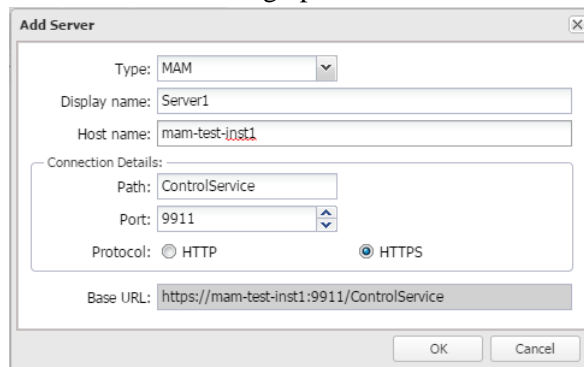 Add Server
Type: MAM
Display name: Server1
Host name: mam-test-inst1
Connection Details:
Path: ControlService
Port: 9911
Protocol: HTTP HTTPS
Base URL: https://mam-test-inst1:9911/ControlService
OK Cancel